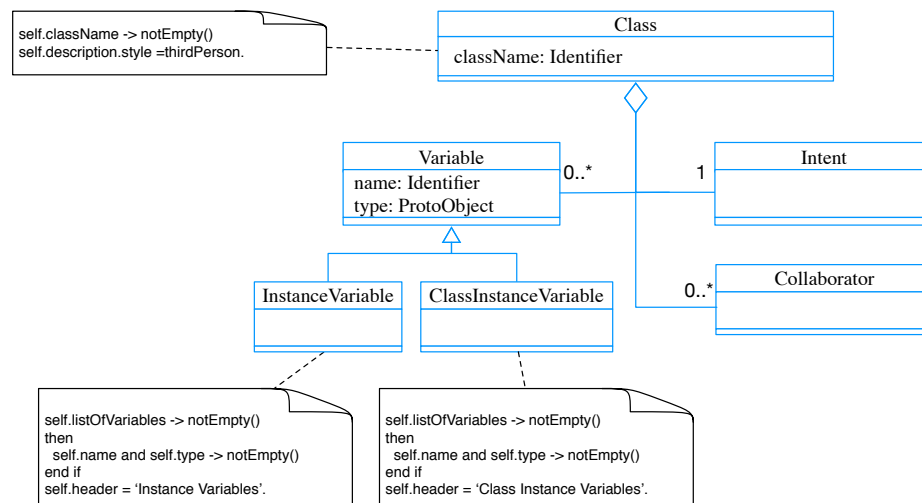 self.className -> notEmpty()
self.description.style =thirdPerson.
Class
className: Identifier
Variable
name: Identifier
type: ProtoObject
0..*
1
Intent
InstanceVariable
ClassInstanceVariable
0..*
Collaborator
self.listOfVariables -> notEmpty()
then
self.name and self.type -> notEmpty()
end if
self.header = ‘Instance Variables’.
self.listOfVariables -> notEmpty()
then
self.name and self.type -> notEmpty()
end if
self.header = ‘Class Instance Variables’.